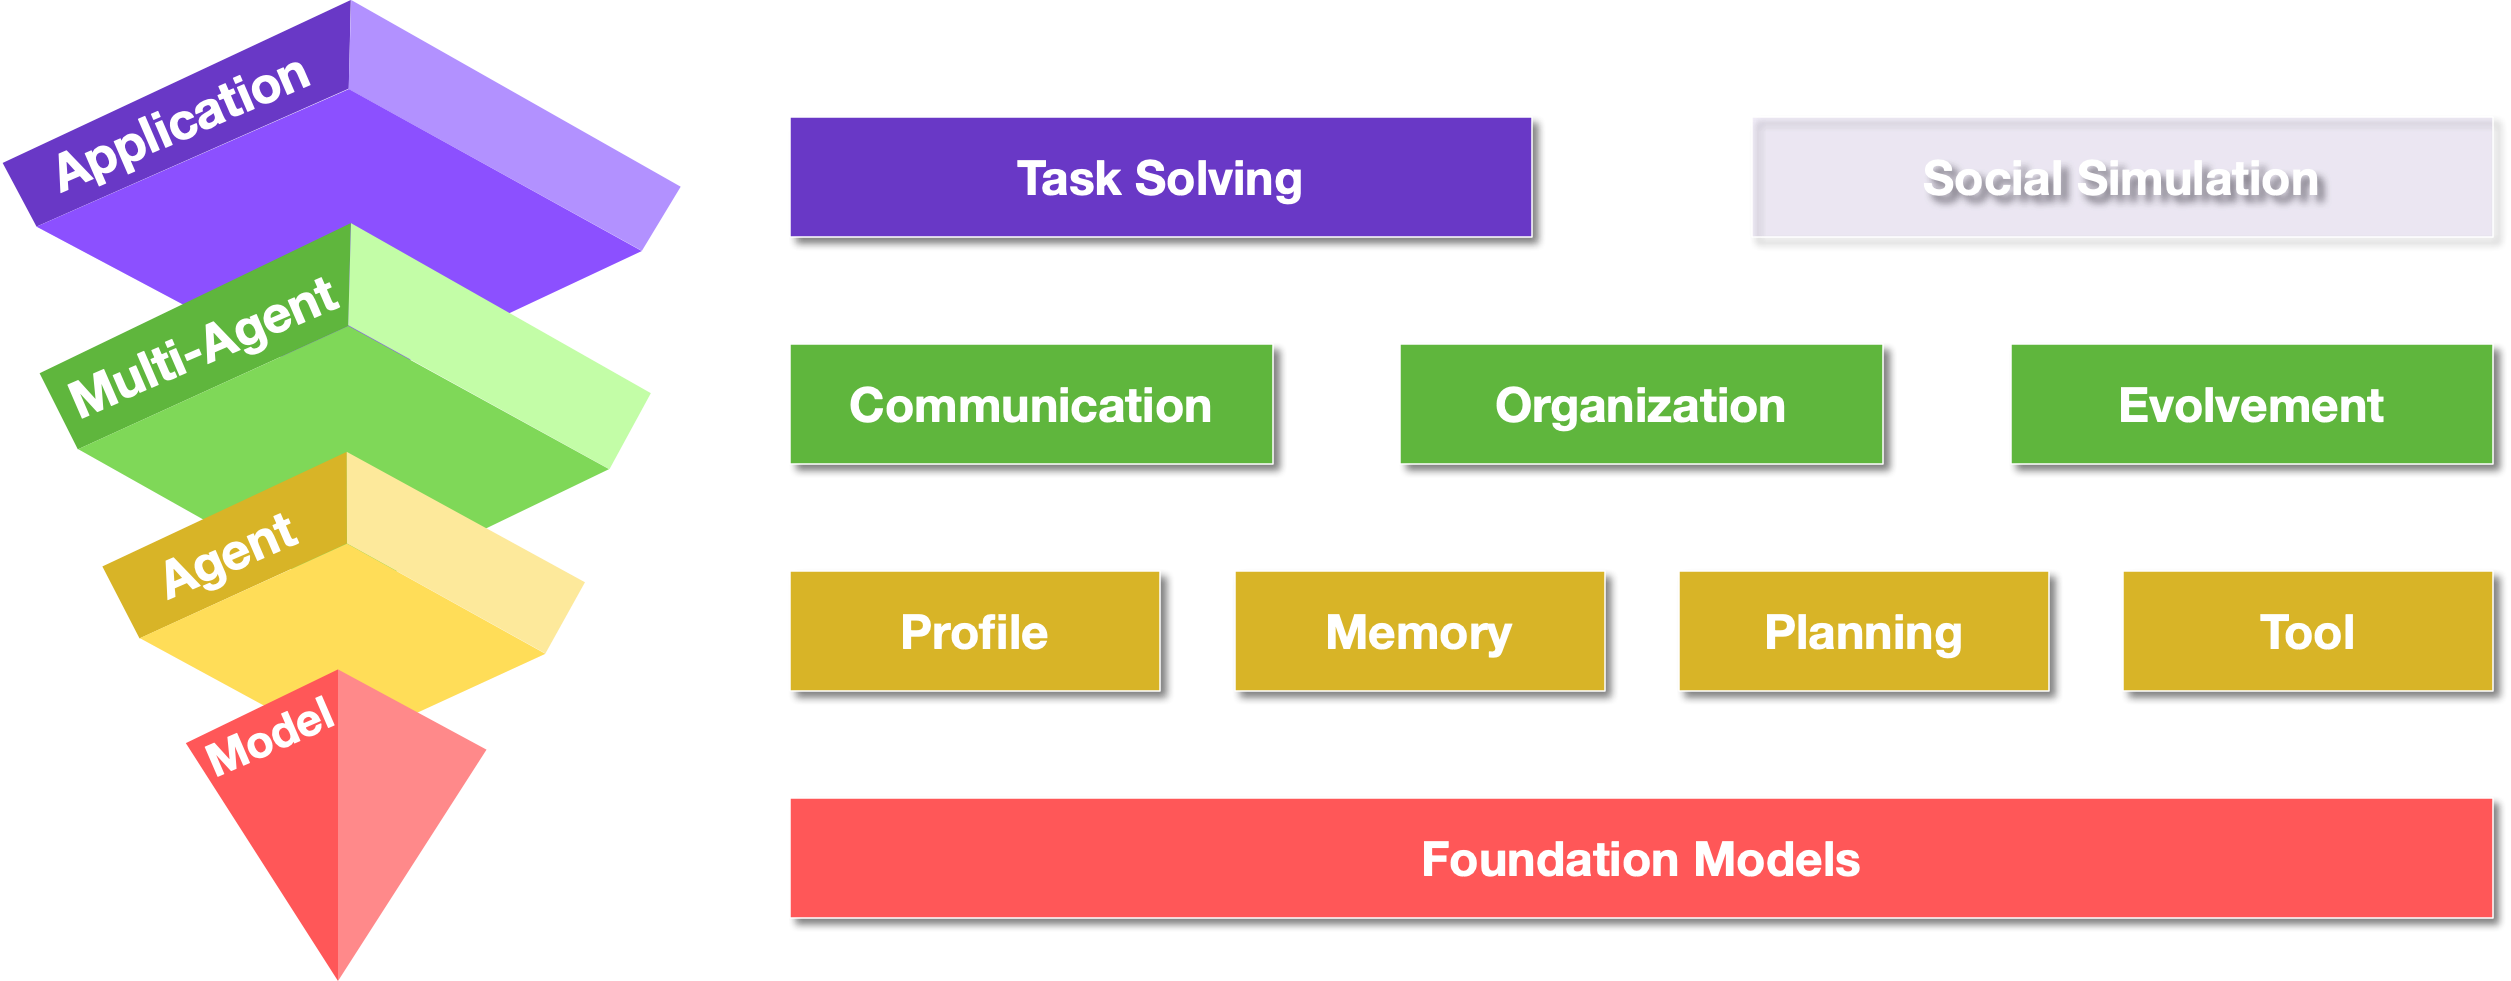 Application
Task Solving
Social Simulation
Multi-Agent
Communication
Organization
Evolvement
Agent
Profile
Memory
Planning
Tool
Model
Foundation Models